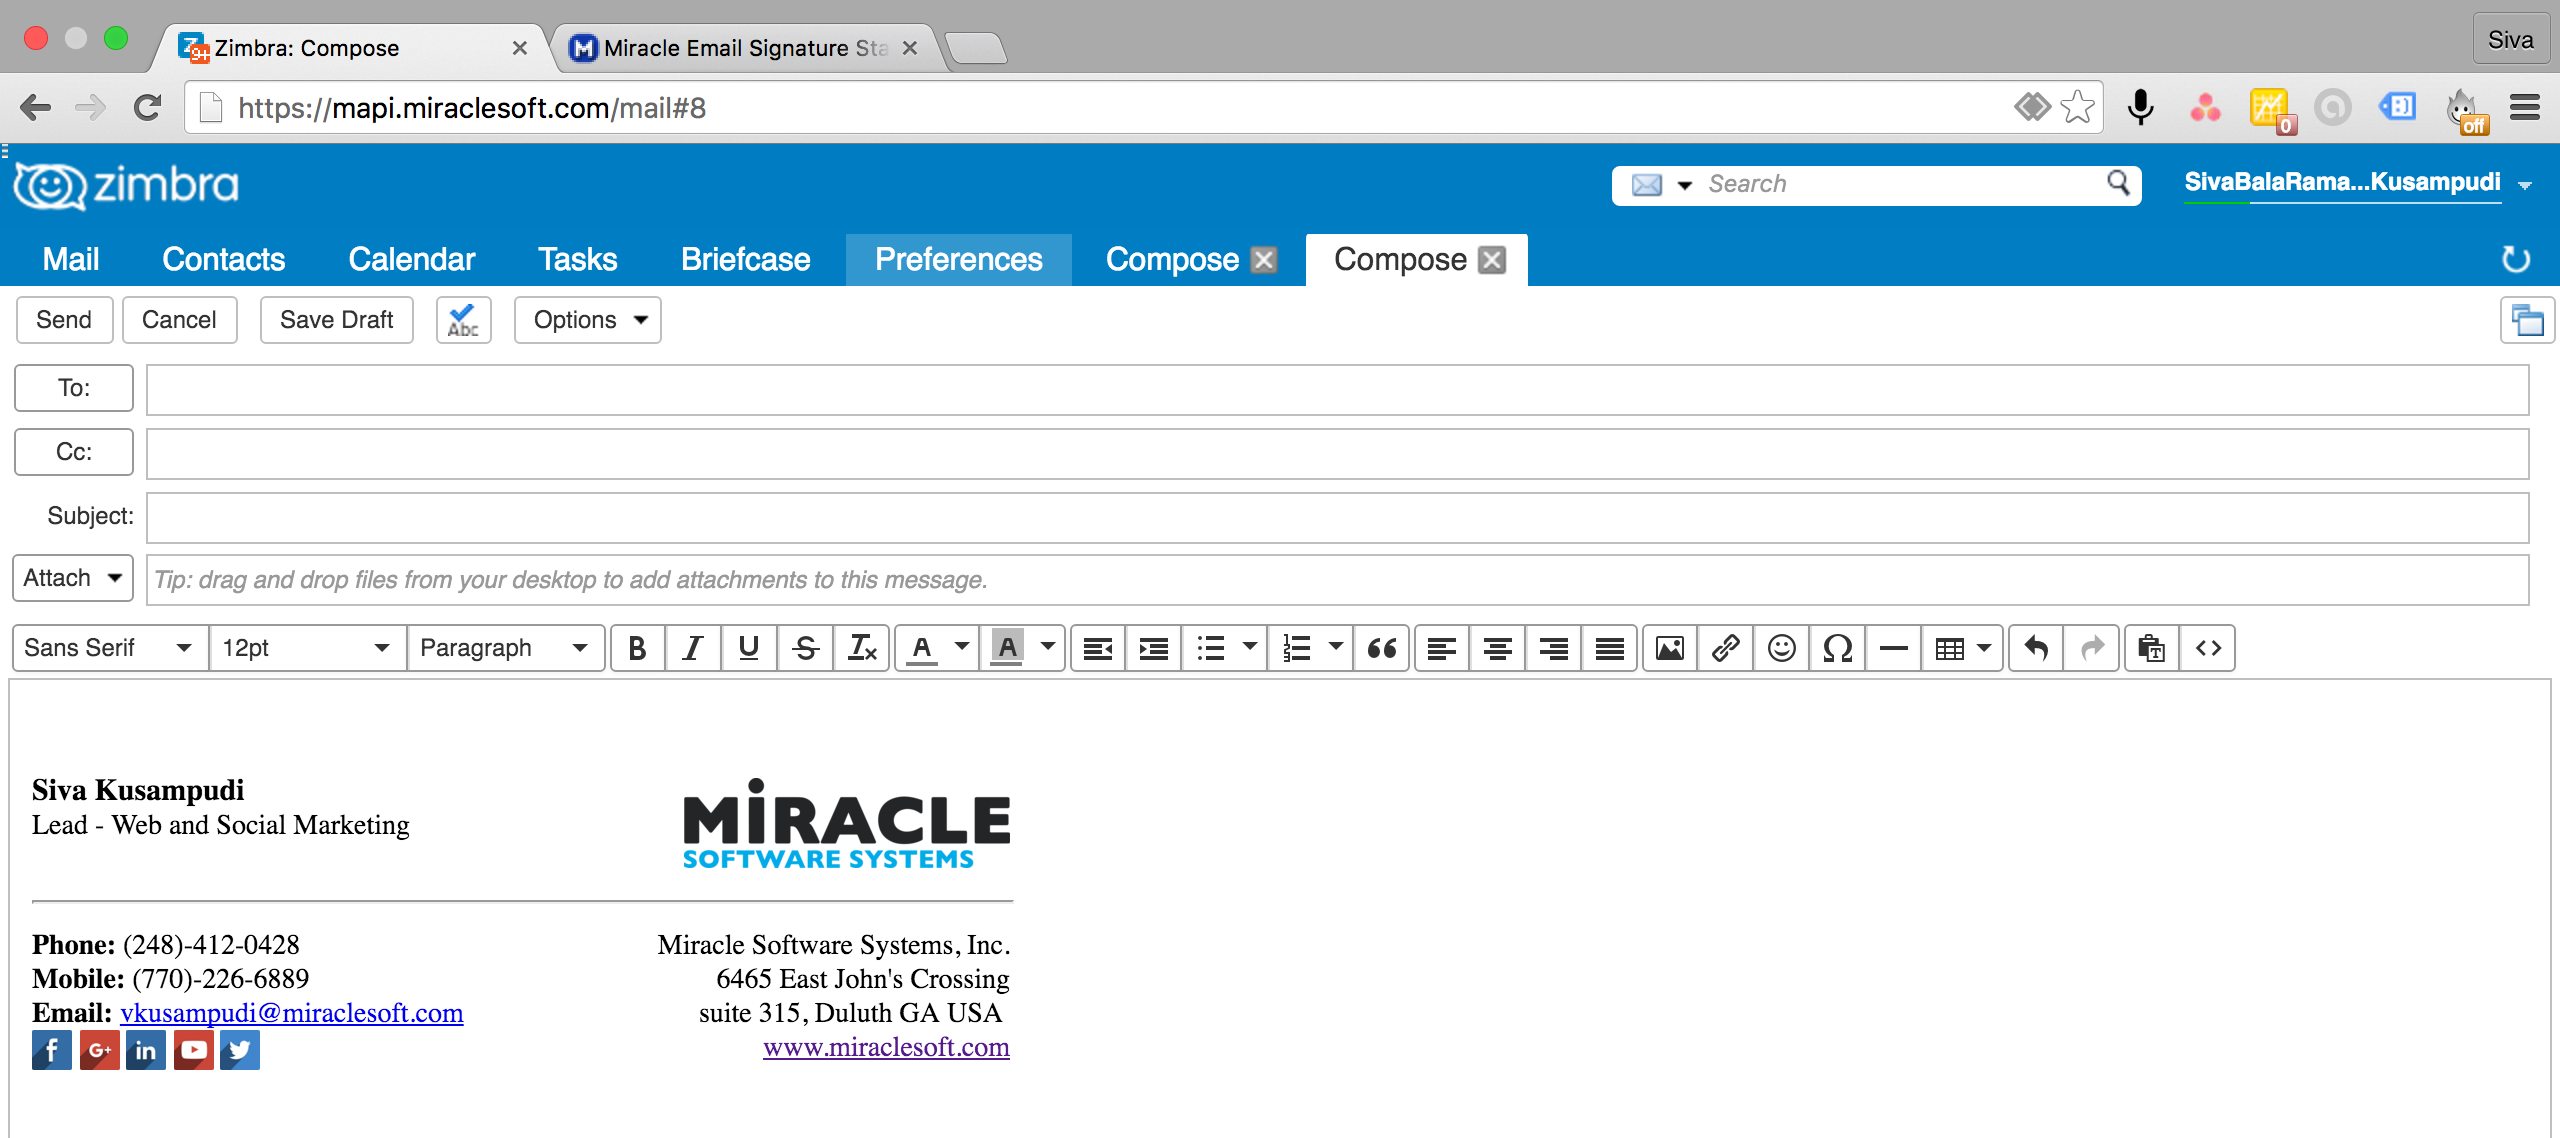 Zimbra: Compose
Miracle Email Signature Sta
Siva
https://mapi.miraclesoft.com/mail#8
0
off
zimbra
Search
SivaBalaRama...Kusampudi
Mail Contacts Calendar Tasks Briefcase Preferences Compose Compose
Send Cancel Save Draft Abc Options
To:
Cc:
Subject:
Attach Tip: drag and drop files from your desktop to add attachments to this message.
Sans Serif 12pt Paragraph B I U S Ix A A
Siva Kusampudi
Lead - Web and Social Marketing
MiRACLE
SOFTWARE SYSTEMS
Phone: (248)-412-0428
Mobile: (770)-226-6889
Email: vkusampudi@miraclesoft.com
f G+ in
Miracle Software Systems, Inc.
6465 East John's Crossing
suite 315, Duluth GA USA
www.miraclesoft.com